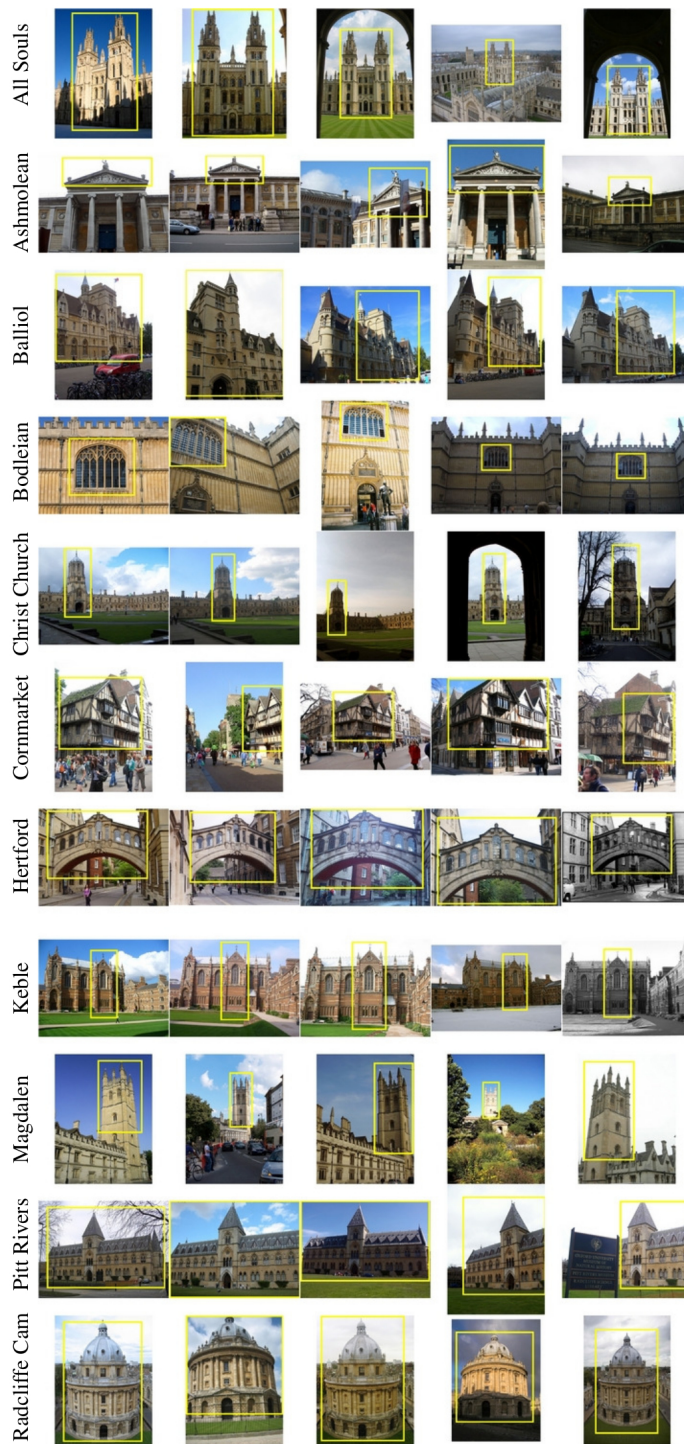 All Souls
Ashmolean
Balliol
Bodleian
Christ Church
Cornmarket
Hertford
Keble
Magdalen
Pitt Rivers
Radcliffe Cam